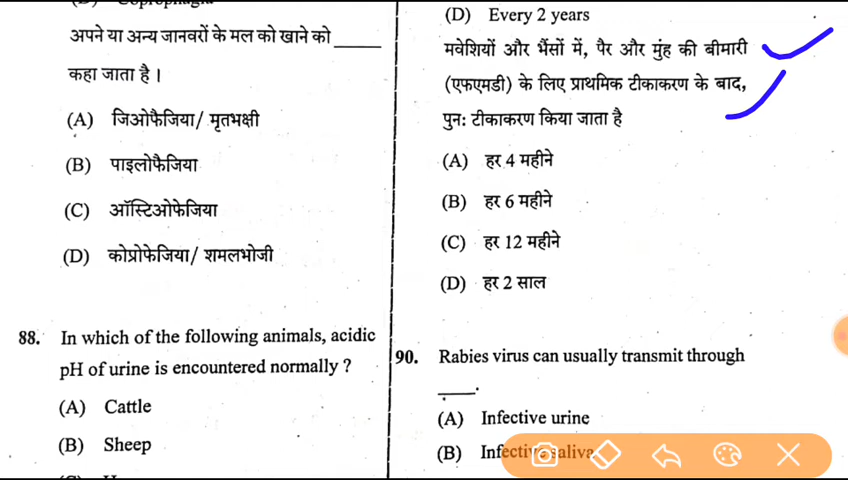 अपने या अन्य जानवरों के मल को खाने को ______
कहा जाता है ।
(A) जिओफैजिया/ मृतभक्षी
(B) पाइलोफैजिया
(C) ऑस्टिओफेजिया
(D) कोप्रोफेजिया/ शमलभोजी
88. In which of the following animals, acidic
pH of urine is encountered normally ?
(A) Cattle
(B) Sheep
(D) Every 2 years
मवेशियों और भैंसों में, पैर और मुंह की बीमारी
(एफएमडी) के लिए प्राथमिक टीकाकरण के बाद,
पुनः टीकाकरण किया जाता है
(A) हर 4 महीने
(B) हर 6 महीने
(C) हर 12 महीने
(D) हर 2 साल
90. Rabies virus can usually transmit through
______.
(A) Infective urine
(B) Infective saliva